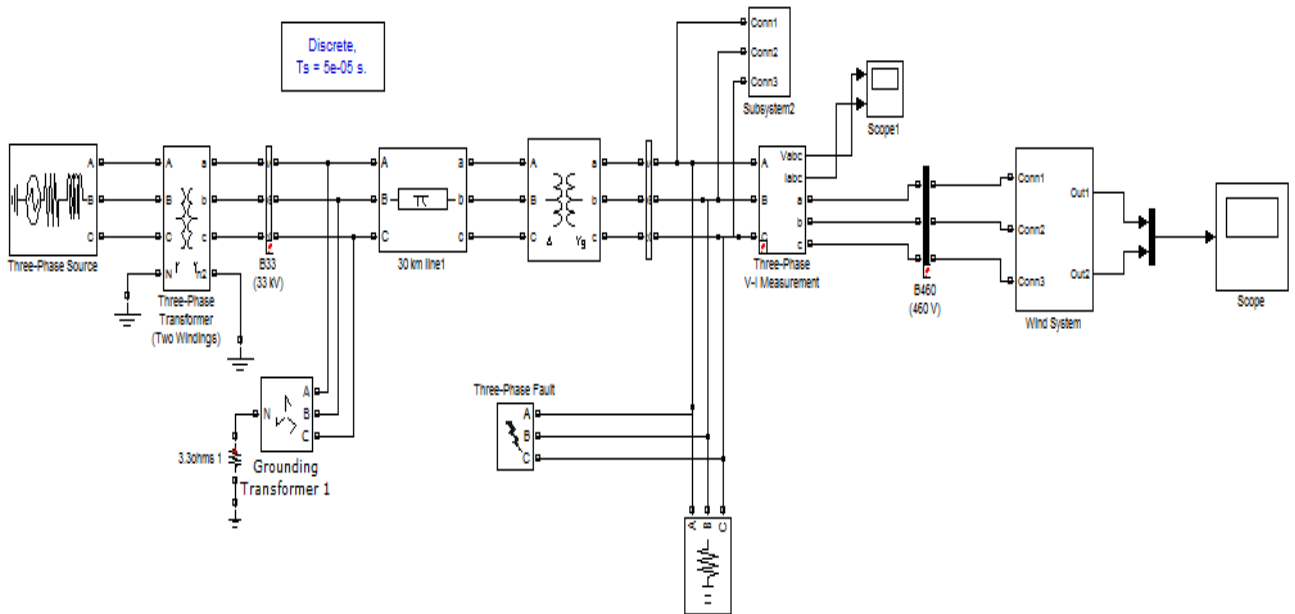 Discrete,
Ts = 5e-05 s.
Conn1
Conn2
Conn3
Subsystem2
Scope1
A
B
C
Three-Phase Source
A
B
C
N
a
b
c
Y
Yn2
Three-Phase
Transformer
(Two Windings)
B33
(33 kV)
A
B
C
π
a
b
c
30 km line1
A
B
C
Δ
Yg
a
b
c
A
B
C
Vabc
Iabc
a
b
c
Three-Phase
V-I Measurement
B460
(460 V)
Conn1
Conn2
Conn3
Out1
Out2
Wind System
Scope
N
A
B
C
3.3ohms 1
Grounding
Transformer 1
Three-Phase Fault
A
B
C
A B C